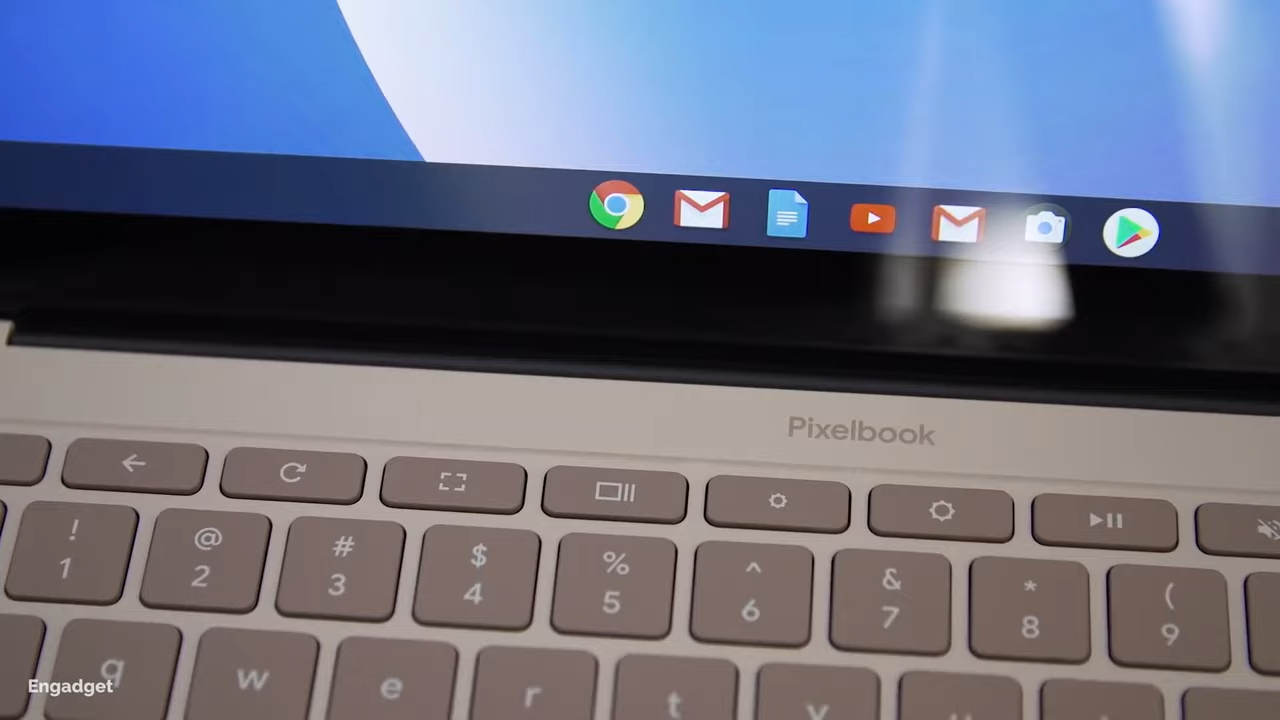 Pixelbook
! @ # $ % ^ & * (
1 2 3 4 5 6 7 8 9
q w e r t y
Engadget